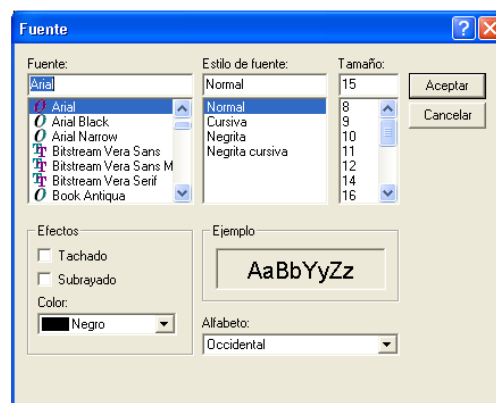 Fuente
Fuente:
Arial
Arial
Arial Black
Arial Narrow
Bitstream Vera Sans
Bitstream Vera Sans M
Bitstream Vera Serif
Book Antiqua
Estilo de fuente:
Normal
Normal
Cursiva
Negrita
Negrita cursiva
Tamaño:
15
8
9
10
11
12
14
16
Aceptar
Cancelar
Efectos
Tachado
Subrayado
Color:
Negro
Ejemplo
AaBbYyZz
Alfabeto:
Occidental